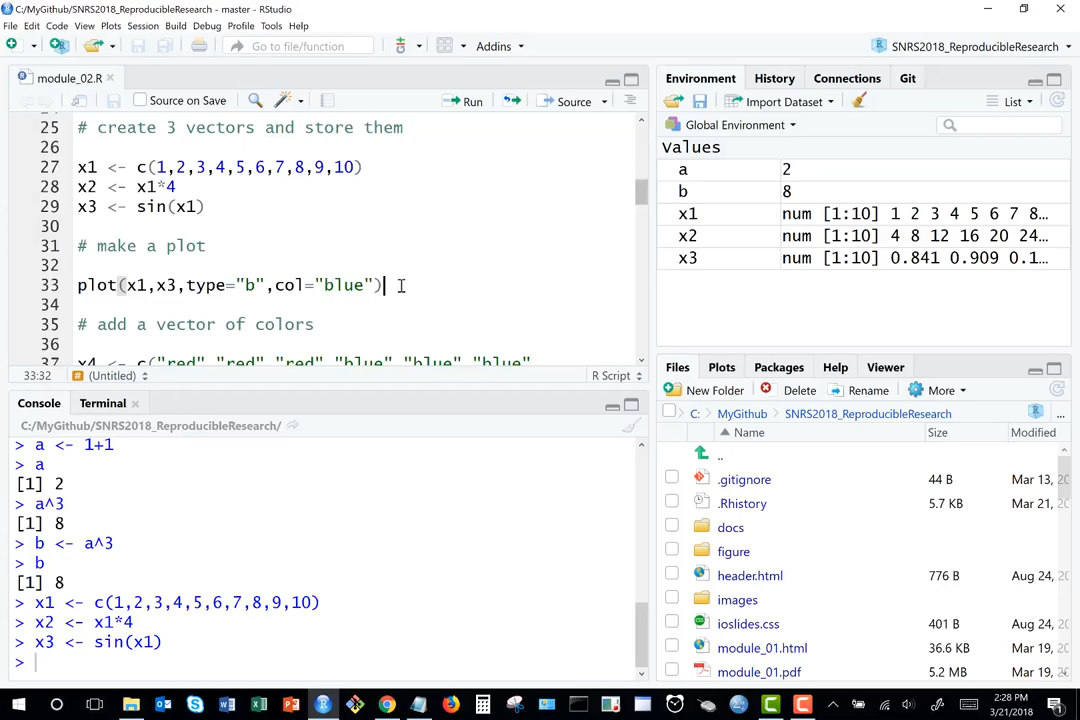 C:/MyGithub/SNRS2018_ReproducibleResearch - master - RStudio
File Edit Code View Plots Session Build Debug Profile Tools Help
Go to file/function Addins SNRS2018_ReproducibleResearch
module_02.R
Source on Save Run Source
25 # create 3 vectors and store them
26
27 x1 <- c(1,2,3,4,5,6,7,8,9,10)
28 x2 <- x1*4
29 x3 <- sin(x1)
30
31 # make a plot
32
33 plot(x1,x3,type="b",col="blue")
34
35 # add a vector of colors
36
37 x4 <- c("red","red","red","blue","blue","blue",
33:32 (Untitled) R Script
Console Terminal
C:/MyGithub/SNRS2018_ReproducibleResearch/
> a <- 1+1
> a
[1] 2
> a^3
[1] 8
> b <- a^3
> b
[1] 8
> x1 <- c(1,2,3,4,5,6,7,8,9,10)
> x2 <- x1*4
> x3 <- sin(x1)
>
Environment History Connections Git
Import Dataset List
Global Environment
Values
a 2
b 8
x1 num [1:10] 1 2 3 4 5 6 7 8…
x2 num [1:10] 4 8 12 16 20 24…
x3 num [1:10] 0.841 0.909 0.1…
Files Plots Packages Help Viewer
New Folder Delete Rename More
C: MyGithub SNRS2018_ReproducibleResearch ...
Name Size Modified
..
.gitignore 44 B Mar 13, 20
.Rhistory 5.7 KB Mar 21, 20
docs
figure
header.html 776 B Aug 24, 20
images
ioslides.css 401 B Aug 24, 20
module_01.html 36.6 KB Mar 19, 20
module_01.pdf 5.2 MB Mar 19, 20
2:28 PM
3/21/2018